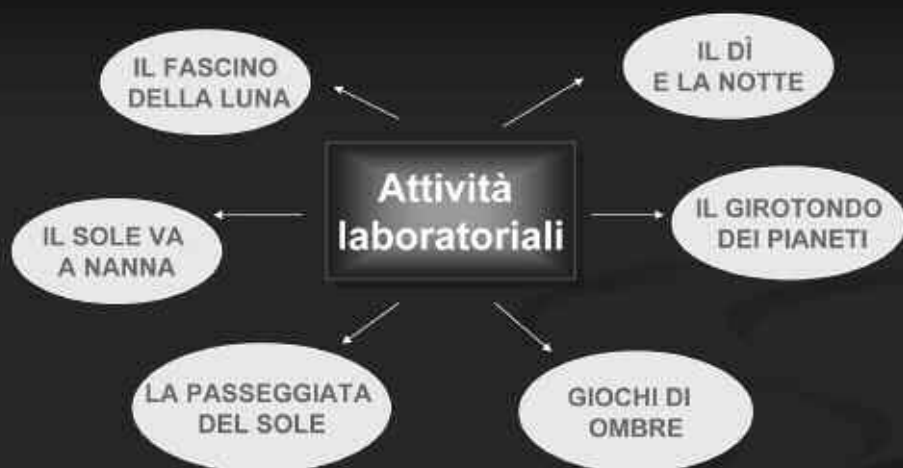 IL FASCINO
DELLA LUNA
IL DÌ
E LA NOTTE
Attività
laboratoriali
IL SOLE VA
A NANNA
IL GIROTONDO
DEI PIANETI
LA PASSEGGIATA
DEL SOLE
GIOCHI DI
OMBRE